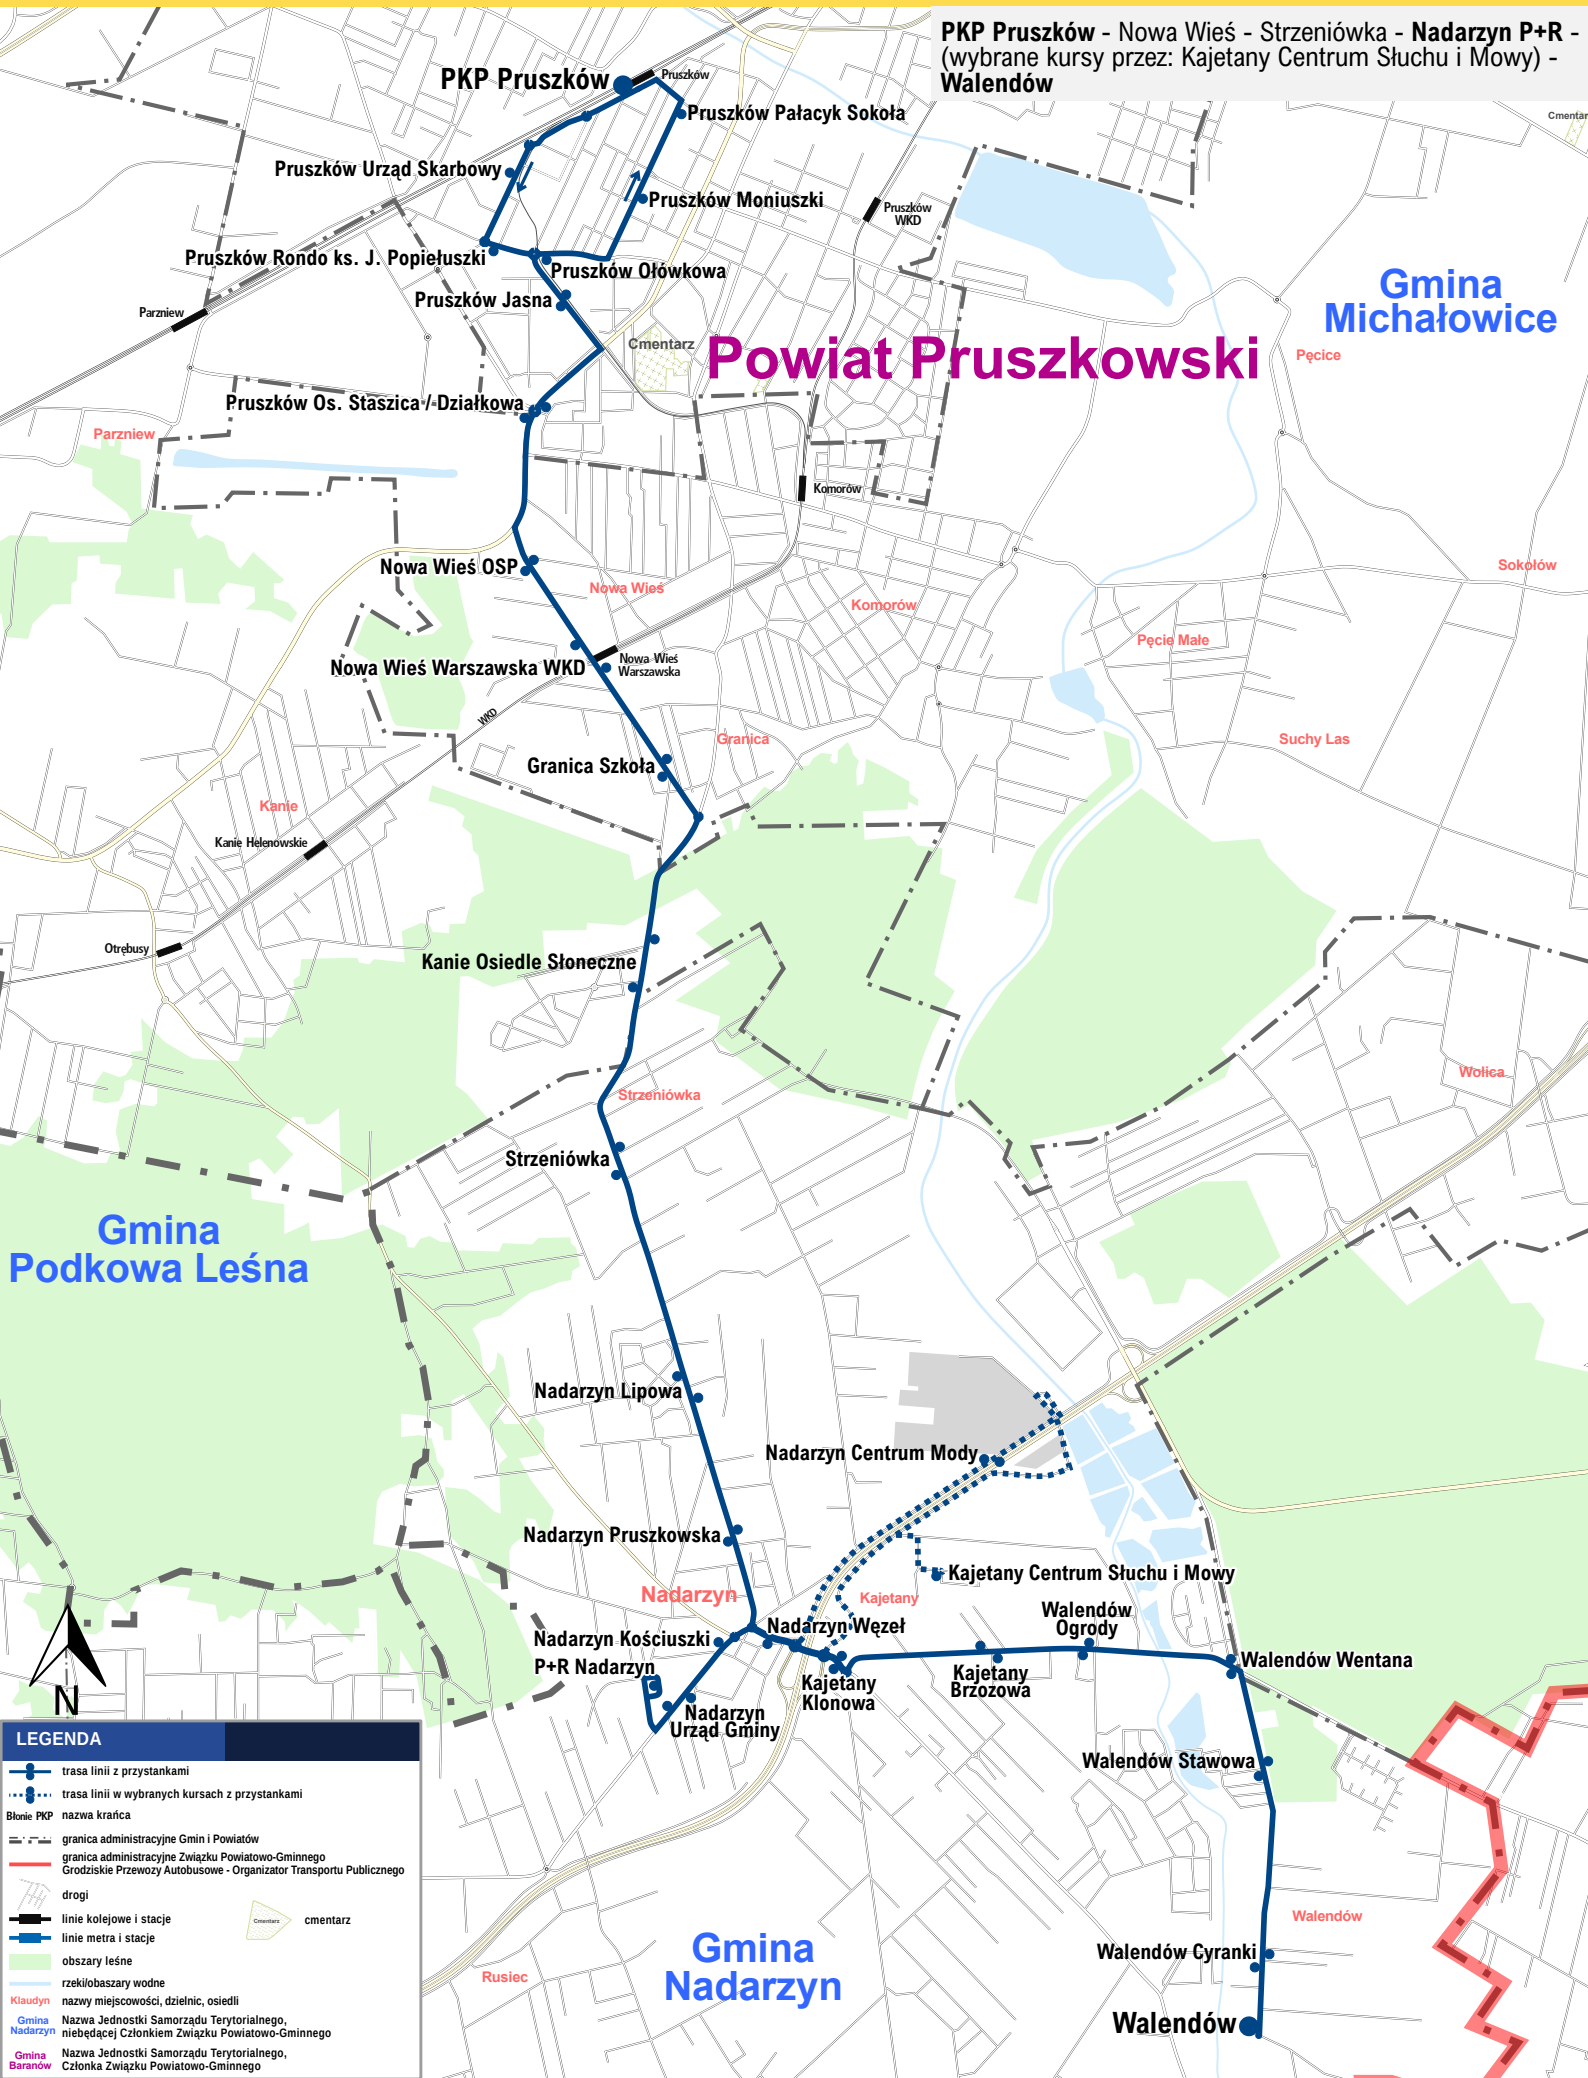 PKP Pruszków - Nowa Wieś - Strzeniówka - Nadarzyn P+R -
(wybrane kursy przez: Kajetany Centrum Słuchu i Mowy) -
Walendów
PKP Pruszków
Pruszków
Pruszków Pałacyk Sokoła
Cmentar
Pruszków Urząd Skarbowy
Pruszków Moniuszki
Pruszków
WKD
Pruszków Rondo ks. J. Popiełuszki
Pruszków Ołówkowa
Pruszków Jasna
Gmina
Michałowice
Parzniew
Cmentarz
Powiat Pruszkowski
Pęcice
Pruszków Os. Staszica / Działkowa
Parzniew
Komorów
Nowa Wieś OSP
Nowa Wieś
Komorów
Sokołów
Pęcie Małe
Nowa Wieś Warszawska WKD
Nowa Wieś
Warszawska
WKD
Granica
Suchy Las
Granica Szkoła
Kanie
Kanie Helenowskie
Otrębusy
Kanie Osiedle Słoneczne
Wolica
Strzeniówka
Strzeniówka
Gmina
Podkowa Leśna
Nadarzyn Lipowa
Nadarzyn Centrum Mody
Nadarzyn Pruszkowska
Kajetany Centrum Słuchu i Mowy
Nadarzyn
Kajetany
Walendów
Ogrody
Nadarzyn Węzeł
Nadarzyn Kościuszki
P+R Nadarzyn
Walendów Wentana
Kajetany
Klonowa
Kajetany
Brzozowa
Nadarzyn
Urząd Gminy
N
Walendów Stawowa
Walendów
Walendów Cyranki
Gmina
Nadarzyn
Rusiec
Walendów
LEGENDA
trasa linii z przystankami
trasa linii w wybranych kursach z przystankami
Błonie PKP nazwa krańca
granica administracyjne Gmin i Powiatów
granica administracyjne Związku Powiatowo-Gminnego
Grodziskie Przewozy Autobusowe - Organizator Transportu Publicznego
drogi
linie kolejowe i stacje
Cmentarz cmentarz
linie metra i stacje
obszary leśne
rzeki/obaszary wodne
Klaudyn nazwy miejscowości, dzielnic, osiedli
Gmina Nadarzyn
Nazwa Jednostki Samorządu Terytorialnego,
niebędącej Członkiem Związku Powiatowo-Gminnego
Gmina Baranów
Nazwa Jednostki Samorządu Terytorialnego,
Członka Związku Powiatowo-Gminnego